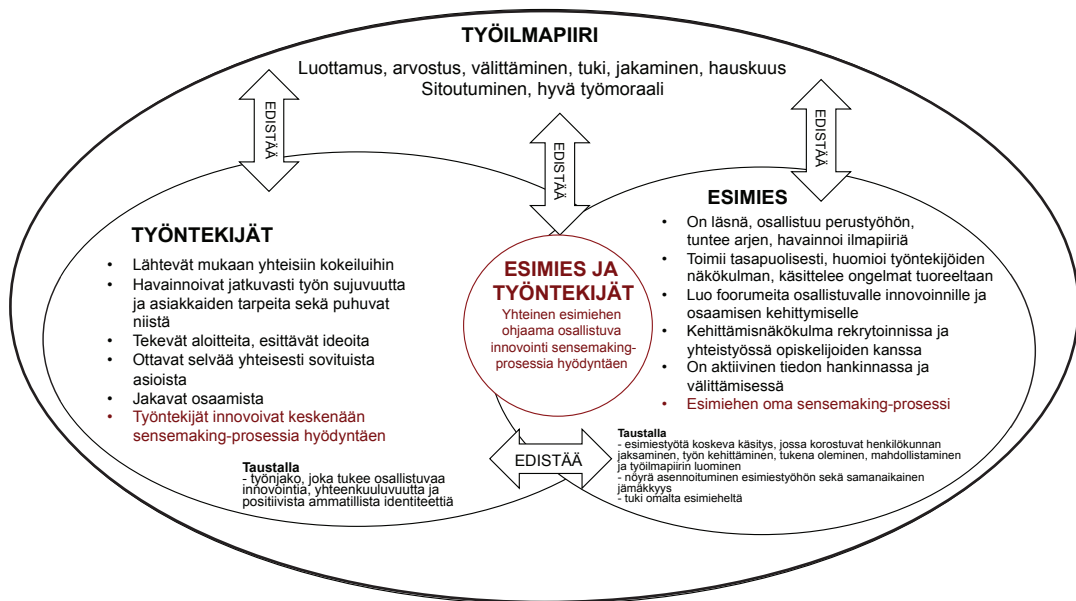 TYÖILMAPIIRI
Luottamus, arvostus, välittäminen, tuki, jakaminen, hauskuus
Sitoutuminen, hyvä työmoraali
EDISTÄÄ
EDISTÄÄ
EDISTÄÄ
TYÖNTEKIJÄT
• Lähtevät mukaan yhteisiin kokeiluihin
• Havainnoivat jatkuvasti työn sujuvuutta
ja asiakkaiden tarpeita sekä puhuvat
niistä
• Tekevät aloitteita, esittävät ideoita
• Ottavat selvää yhteisesti sovituista
asioista
• Jakavat osaamista
• Työntekijät innovoivat keskenään
sensemaking-prosessia hyödyntäen
Taustalla
- työnjako, joka tukee osallistuvaa
innovointia, yhteenkuuluvuutta ja
positiivista ammatillista identiteettiä
ESIMIES JA
TYÖNTEKIJÄT
Yhteinen esimiehen
ohjaama osallistuva
innovointi sensemaking-
prosessia hyödyntäen
EDISTÄÄ
ESIMIES
• On läsnä, osallistuu perustyöhön,
tuntee arjen, havainnoi ilmapiiriä
• Toimii tasapuolisesti, huomioi työntekijöiden
näkökulman, käsittelee ongelmat tuoreeltaan
• Luo foorumeita osallistuvalle innovoinnille ja
osaamisen kehittymiselle
• Kehittämisnäkökulma rekrytoinnissa ja
yhteistyössä opiskelijoiden kanssa
• On aktiivinen tiedon hankinnassa ja
välittämisessä
• Esimiehen oma sensemaking-prosessi
Taustalla
- esimiestyötä koskeva käsitys, jossa korostuvat henkilökunnan
jaksaminen, työn kehittäminen, tukena oleminen, mahdollistaminen
ja työilmapiirin luominen
- nöyrä asennoituminen esimiestyöhön sekä samanaikainen
jämäkkyys
- tuki omalta esimieheltä